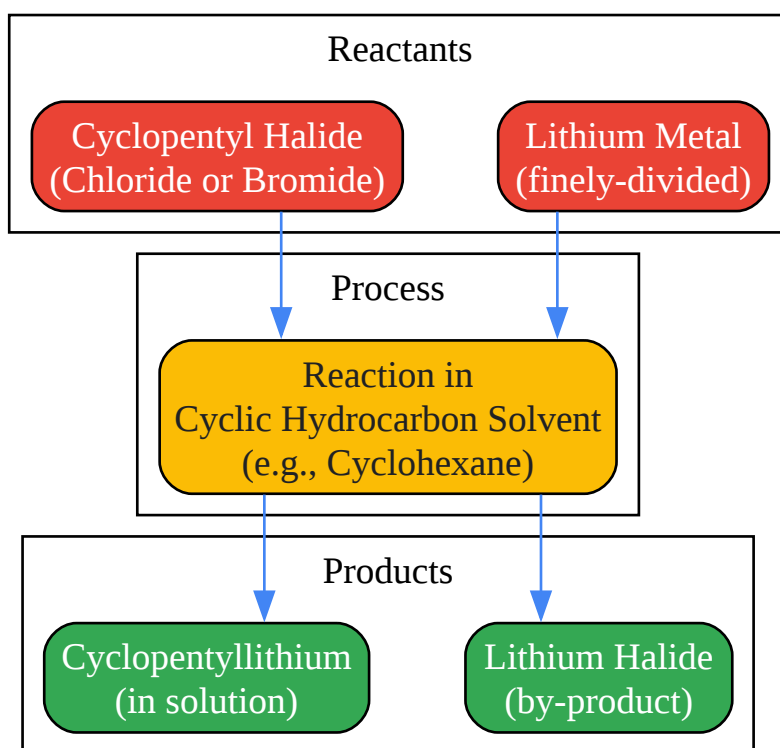 Reactants
Cyclopentyl Halide
(Chloride or Bromide)
Lithium Metal
(finely-divided)
Process
Reaction in
Cyclic Hydrocarbon Solvent
(e.g., Cyclohexane)
Products
Cyclopentyllithium
(in solution)
Lithium Halide
(by-product)